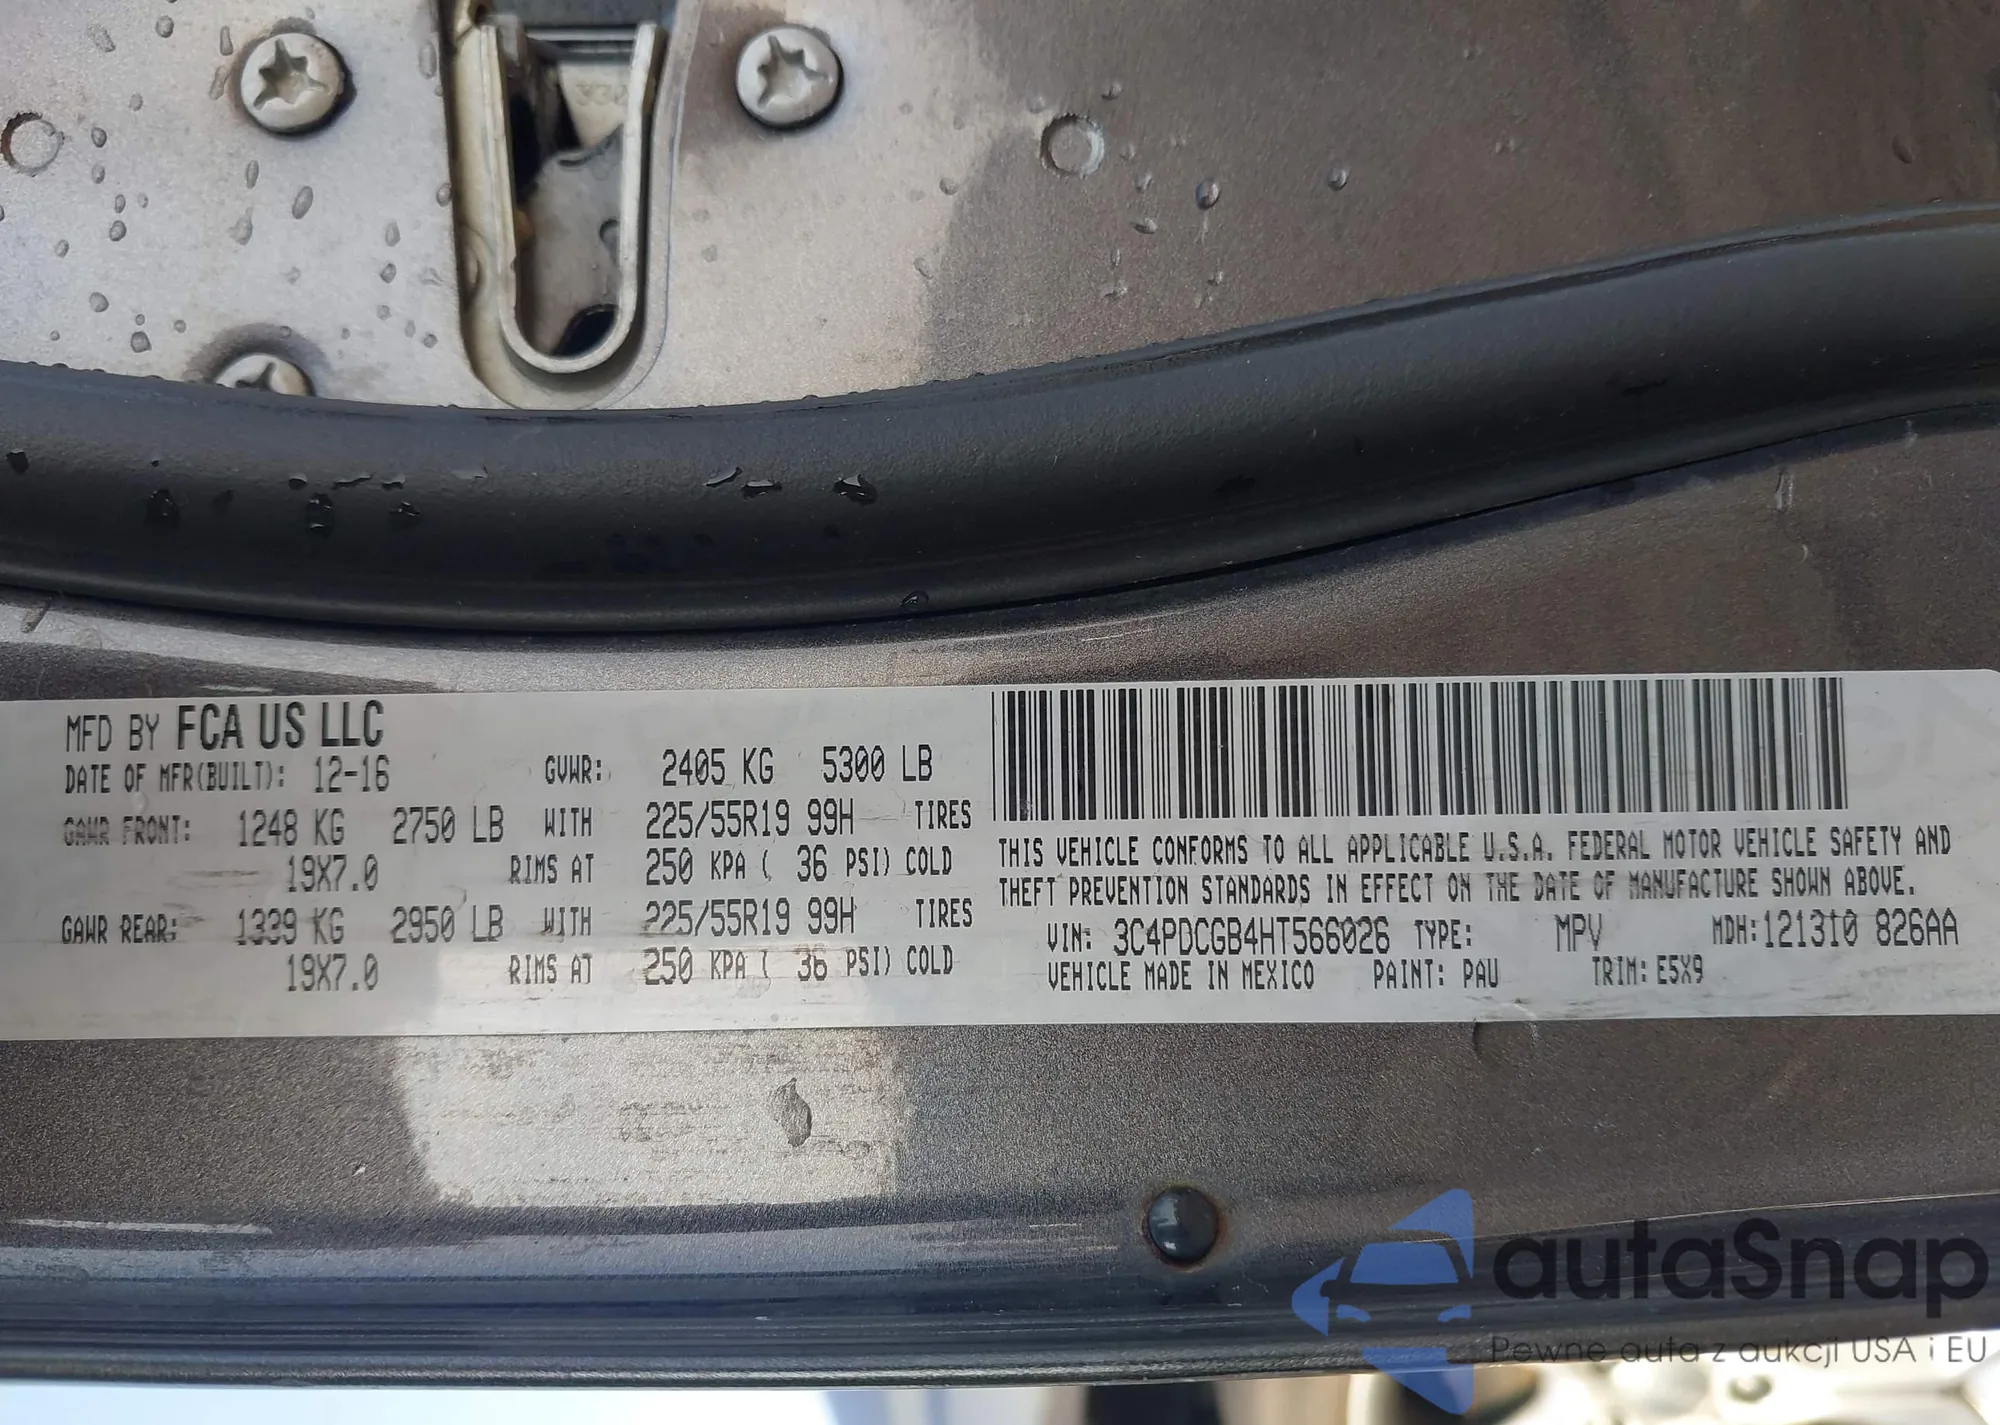 MFD BY FCA US LLC
DATE OF MFR(BUILT): 12-16 GVWR: 2405 KG 5300 LB
GAWR FRONT: 1248 KG 2750 LB WITH 225/55R19 99H TIRES
19X7.0 RIMS AT 250 KPA ( 36 PSI) COLD
GAWR REAR: 1339 KG 2950 LB WITH 225/55R19 99H TIRES
19X7.0 RIMS AT 250 KPA ( 36 PSI) COLD
THIS VEHICLE CONFORMS TO ALL APPLICABLE U.S.A. FEDERAL MOTOR VEHICLE SAFETY AND
THEFT PREVENTION STANDARDS IN EFFECT ON THE DATE OF MANUFACTURE SHOWN ABOVE.
VIN: 3C4PDCGB4HT566026 TYPE: MPV MDH:121310 826AA
VEHICLE MADE IN MEXICO PAINT: PAU TRIM: E5X9
autaSnap
Pewne auta z aukcji USA i EU